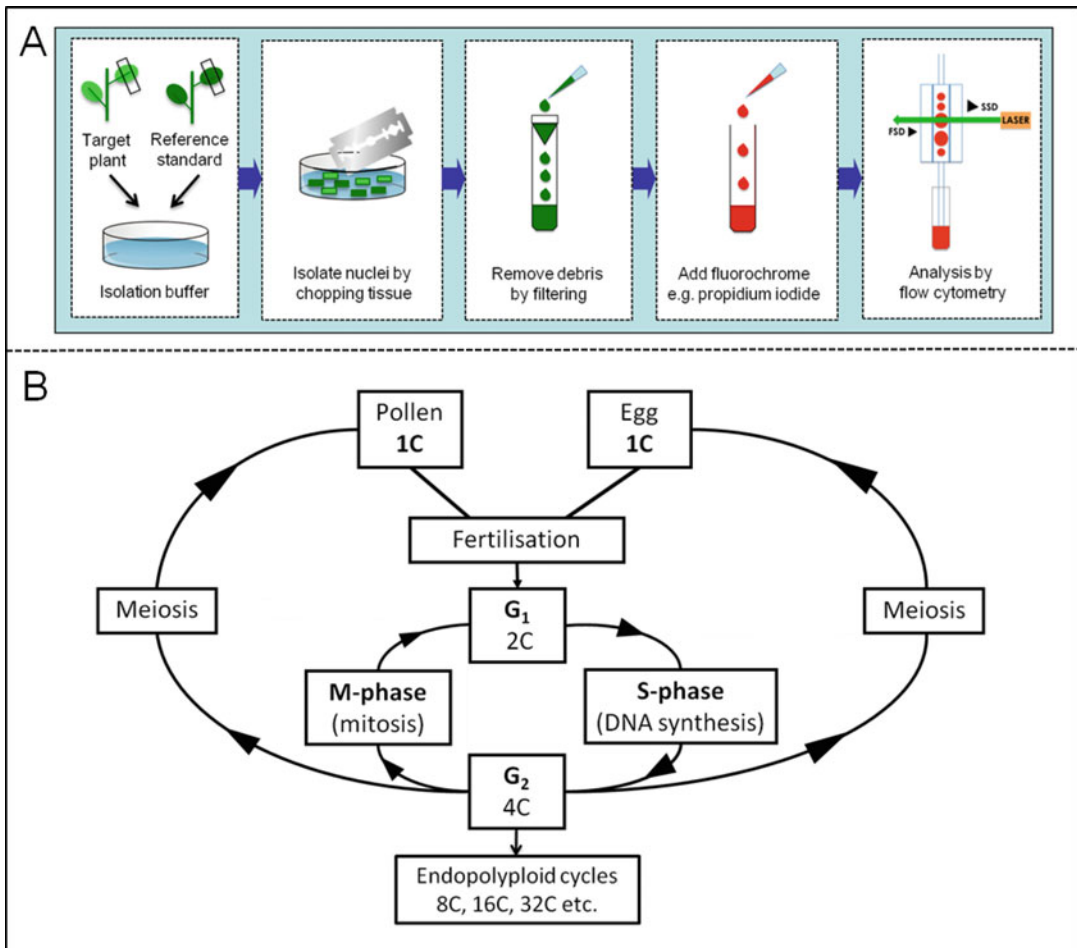 A
Target
plant
Reference
standard
Isolation buffer
Isolate nuclei by
chopping tissue
Remove debris
by filtering
Add fluorochrome
e.g. propidium iodide
SSD
LASER
FSD
Analysis by
flow cytometry
B
Pollen
1C
Egg
1C
Fertilisation
Meiosis
G₁
2C
Meiosis
M-phase
(mitosis)
S-phase
(DNA synthesis)
G₂
4C
Endopolyploid cycles
8C, 16C, 32C etc.